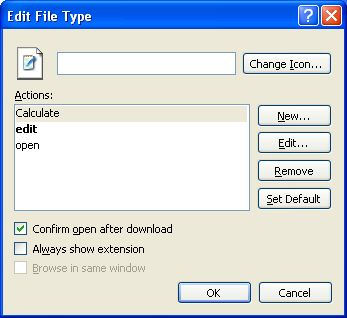 Edit File Type
Change Icon...
Actions:
Calculate
edit
open
New...
Edit...
Remove
Set Default
Confirm open after download
Always show extension
Browse in same window
OK
Cancel